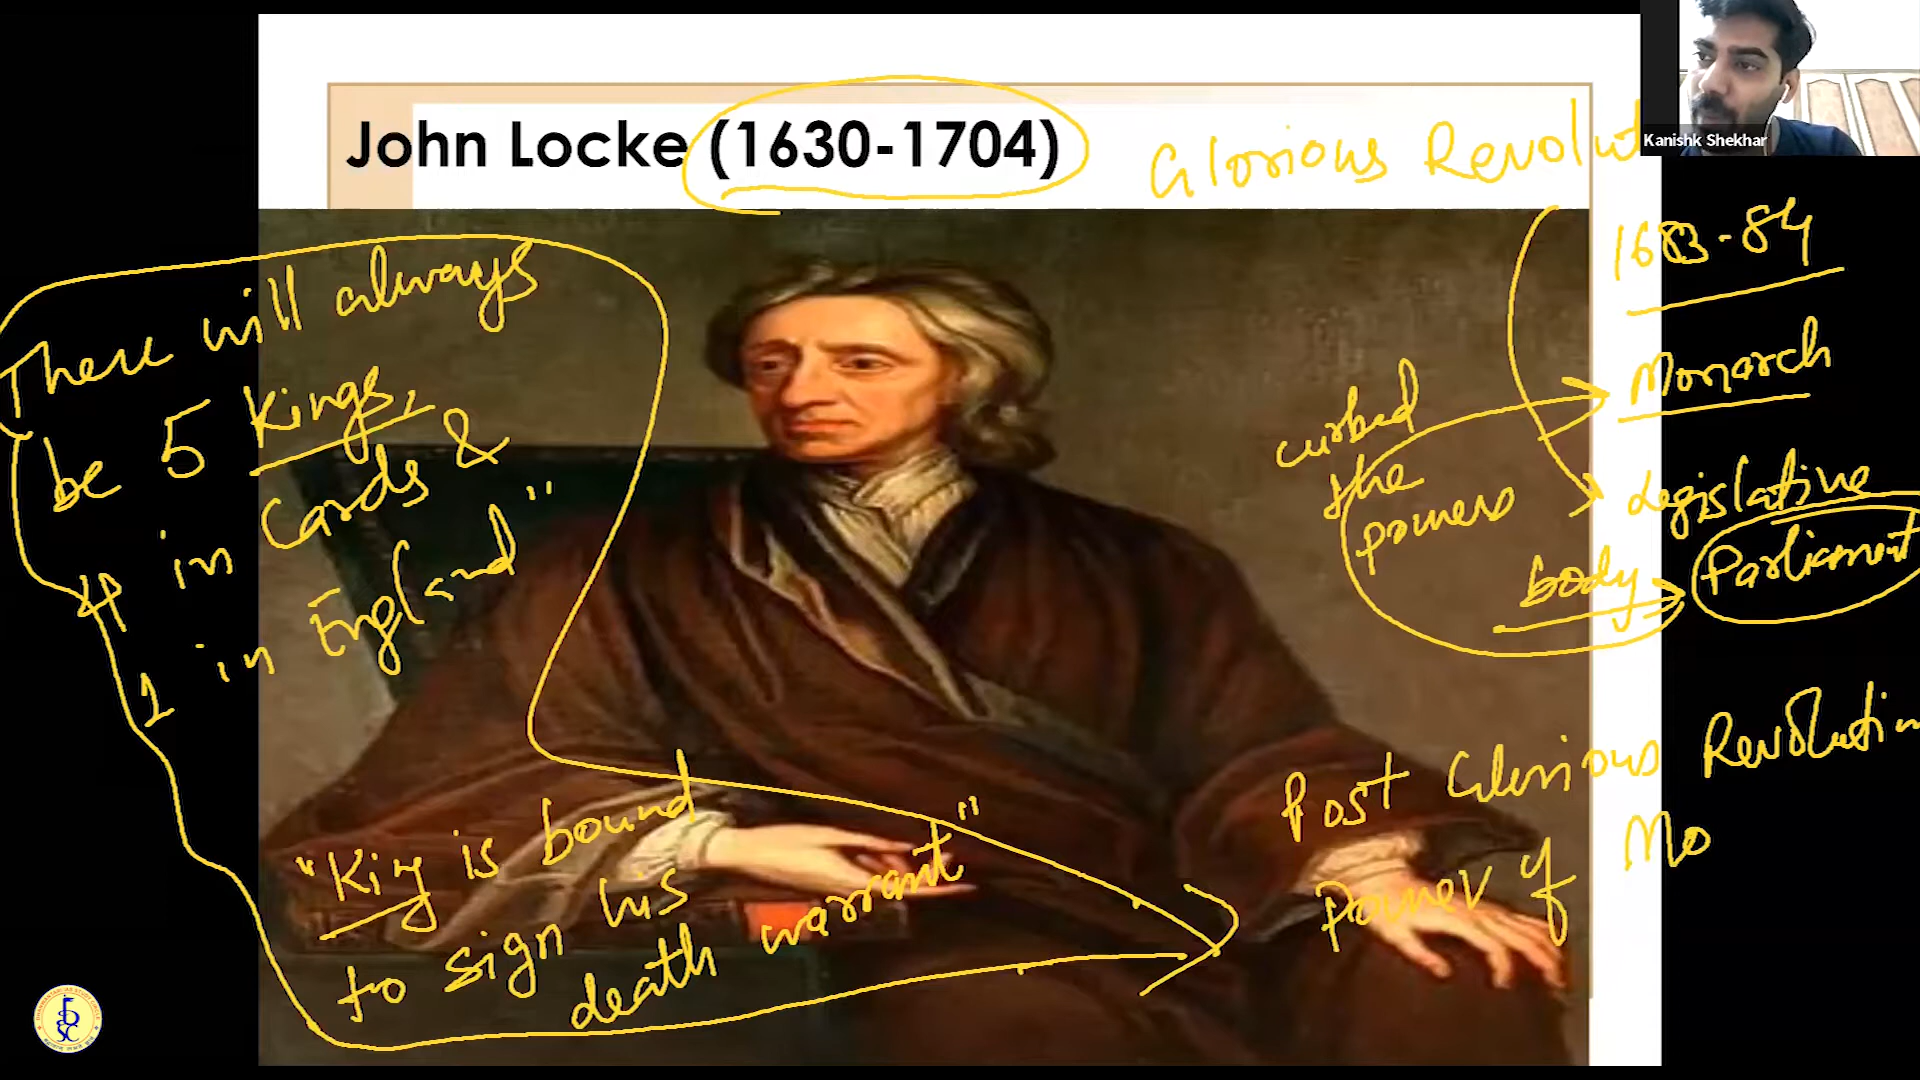 John Locke (1630-1704)
Glorious Revolut
Kanishk Shekhar
1683-84
Monarch
curbed
the
powers
Legislative
body
Parliament
There will always
be 5 Kings,
4 in Cards &
1 in England"
"King is bound
to sign his
death warrant"
Post Glorious Revolution
Power of Mo